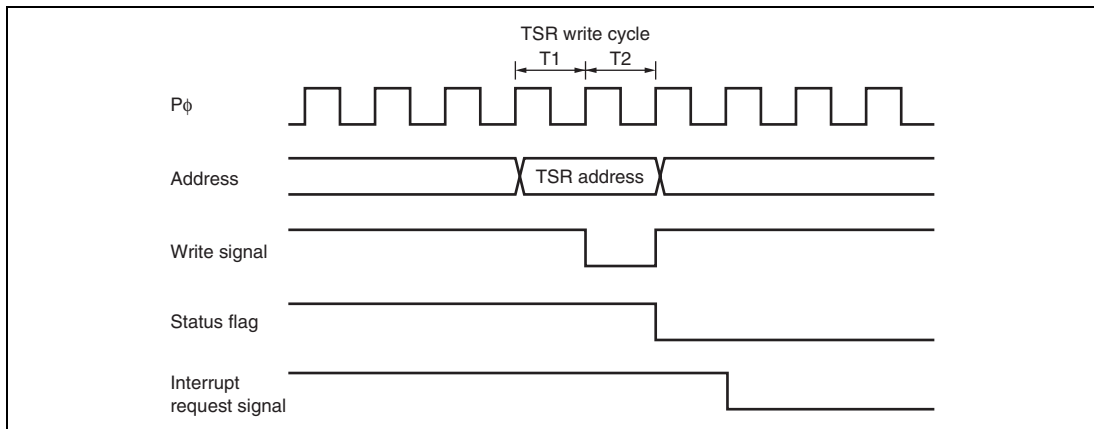 TSR write cycle
T1 T2
Pϕ
Address
TSR address
Write signal
Status flag
Interrupt
request signal